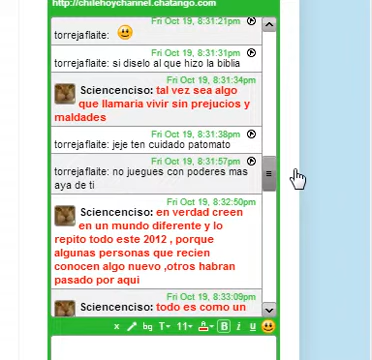 http://chilehoychannel.chatango.com
Fri Oct 19, 8:31:21pm
torrejaflaite:
Fri Oct 19, 8:31:31pm
torrejaflaite: si diselo al que hizo la biblia
Fri Oct 19, 8:31:34pm
Sciencenciso: tal vez sea algo
que llamaria vivir sin prejucios y
maldades
Fri Oct 19, 8:31:38pm
torrejaflaite: jeje ten cuidado patomato
Fri Oct 19, 8:31:57pm
torrejaflaite: no juegues con poderes mas
aya de ti
Fri Oct 19, 8:32:50pm
Sciencenciso: en verdad creen
en un mundo diferente y lo
repito todo este 2012 , porque
algunas personas que recien
conocen algo nuevo ,otros habran
pasado por aqui
Fri Oct 19, 8:33:09pm
Sciencenciso: todo es como un
x bg T 11 A B i U